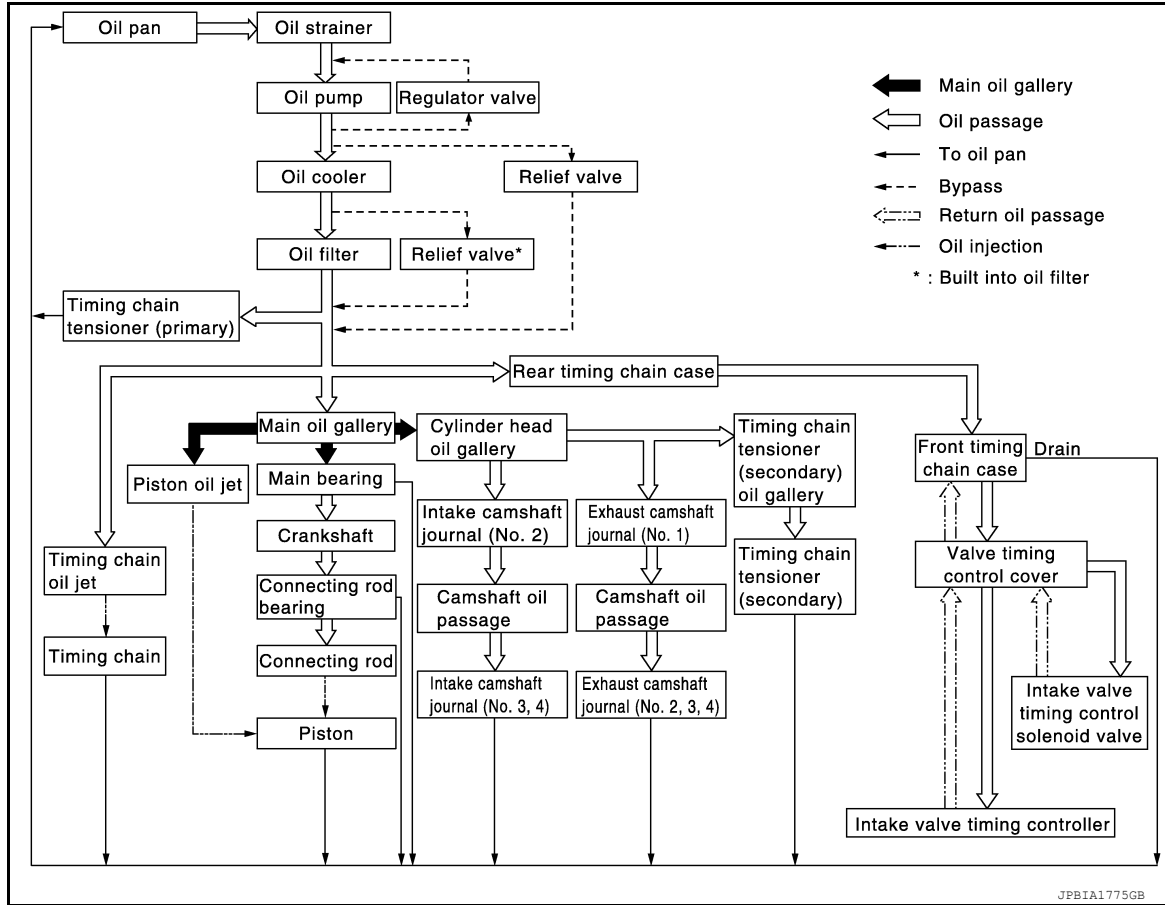 Oil pan
Oil strainer
Oil pump
Regulator valve
Oil cooler
Relief valve
Oil filter
Relief valve*
Main oil gallery
Oil passage
To oil pan
Bypass
Return oil passage
Oil injection
* : Built into oil filter
Timing chain
tensioner (primary)
Rear timing chain case
Main oil gallery
Cylinder head
oil gallery
Timing chain
tensioner
(secondary)
oil gallery
Front timing
chain case
Drain
Piston oil jet
Main bearing
Intake camshaft
journal (No. 2)
Exhaust camshaft
journal (No. 1)
Crankshaft
Timing chain
oil jet
Timing chain
tensioner
(secondary)
Valve timing
control cover
Connecting rod
bearing
Camshaft oil
passage
Camshaft oil
passage
Timing chain
Connecting rod
Intake camshaft
journal (No. 3, 4)
Exhaust camshaft
journal (No. 2, 3, 4)
Intake valve
timing control
solenoid valve
Piston
Intake valve timing controller
JPBIA1775GB